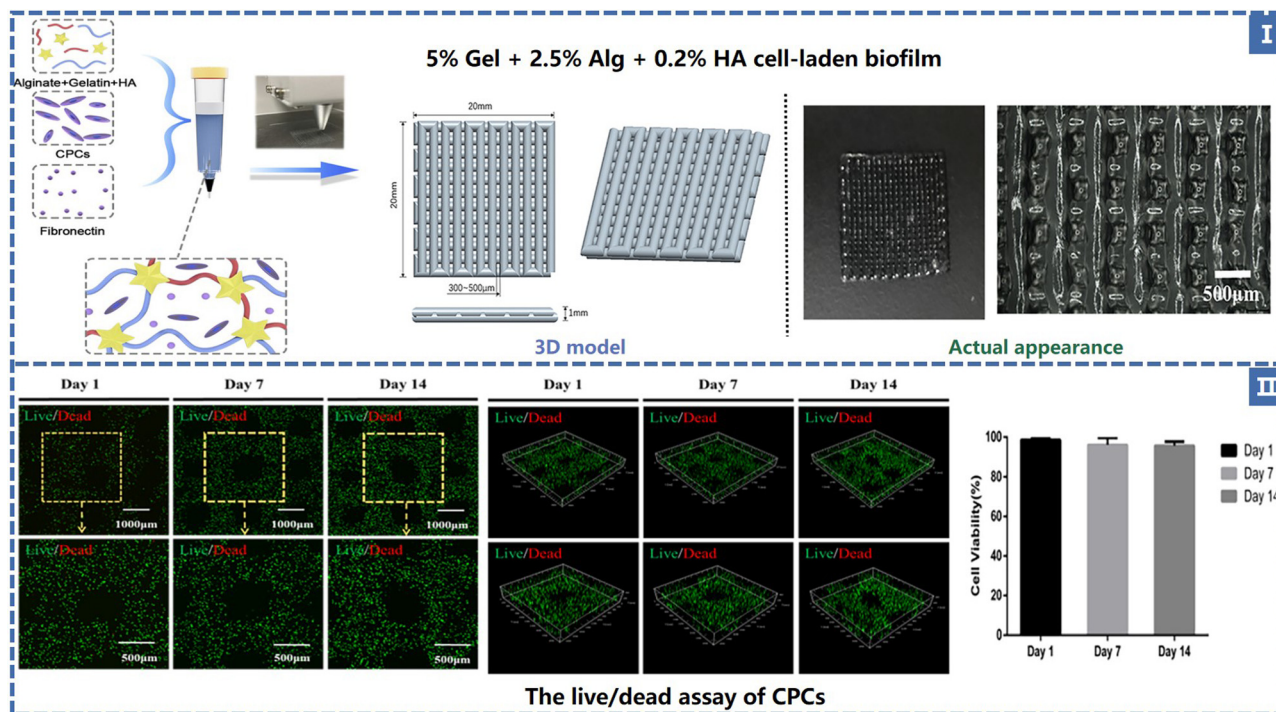 I
5% Gel + 2.5% Alg + 0.2% HA cell-laden biofilm
Alginate+Gelatin+HA
CPCs
Fibronectin
20mm
20mm
300~500μm
1mm
3D model
500μm
Actual appearance
II
Day 1
Day 7
Day 14
Day 1
Day 7
Day 14
Live/Dead
Live/Dead
Live/Dead
Live/Dead
Live/Dead
Live/Dead
1000μm
1000μm
1000μm
Live/Dead
Live/Dead
Live/Dead
Live/Dead
Live/Dead
Live/Dead
500μm
500μm
500μm
Cell Viability(%)
100
80
60
40
20
0
Day 1
Day 7
Day 14
Day 1
Day 7
Day 14
The live/dead assay of CPCs